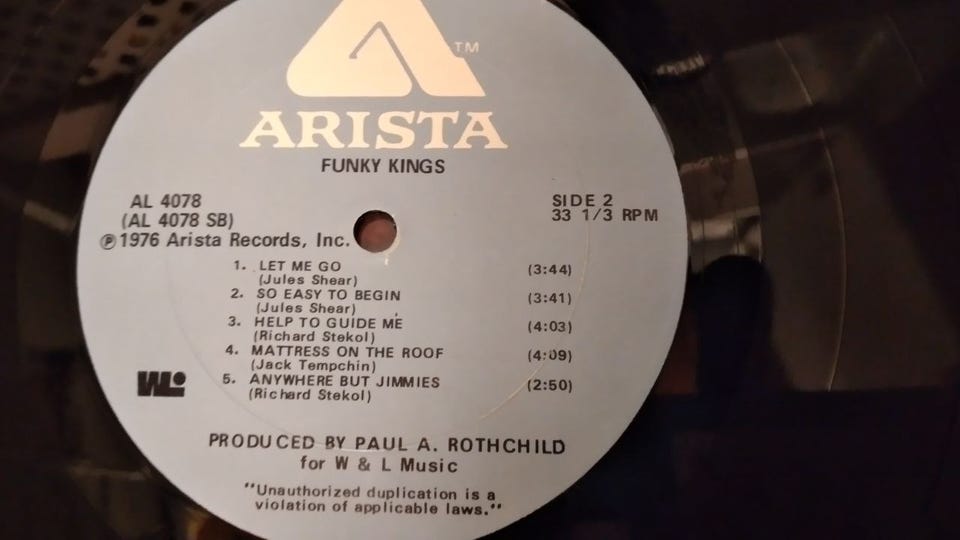 TM
ARISTA
FUNKY KINGS
AL 4078
(AL 4078 SB)
℗1976 Arista Records, Inc.
SIDE 2
33 1/3 RPM
1. LET ME GO (3:44)
(Jules Shear)
2. SO EASY TO BEGIN (3:41)
(Jules Shear)
3. HELP TO GUIDE ME (4:03)
(Richard Stekol)
4. MATTRESS ON THE ROOF (4:09)
(Jack Tempchin)
5. ANYWHERE BUT JIMMIES (2:50)
(Richard Stekol)
WL
PRODUCED BY PAUL A. ROTHCHILD
for W & L Music
"Unauthorized duplication is a
violation of applicable laws."